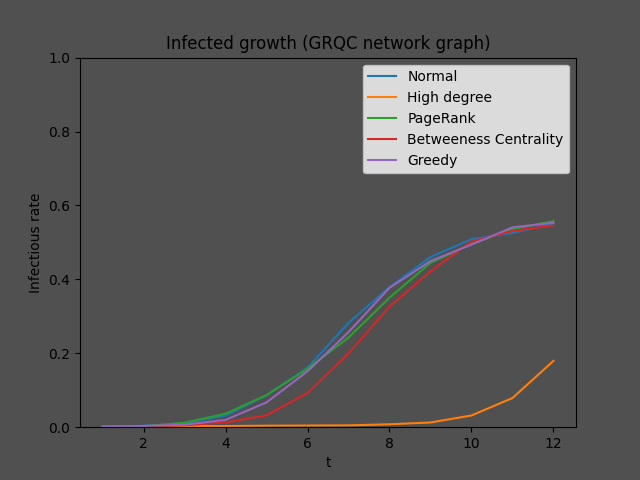 Infected growth (GRQC network graph)
1.0
0.8
0.6
0.4
0.2
0.0
Infectious rate
Normal
High degree
PageRank
Betweeness Centrality
Greedy
2
4
6
8
10
12
t